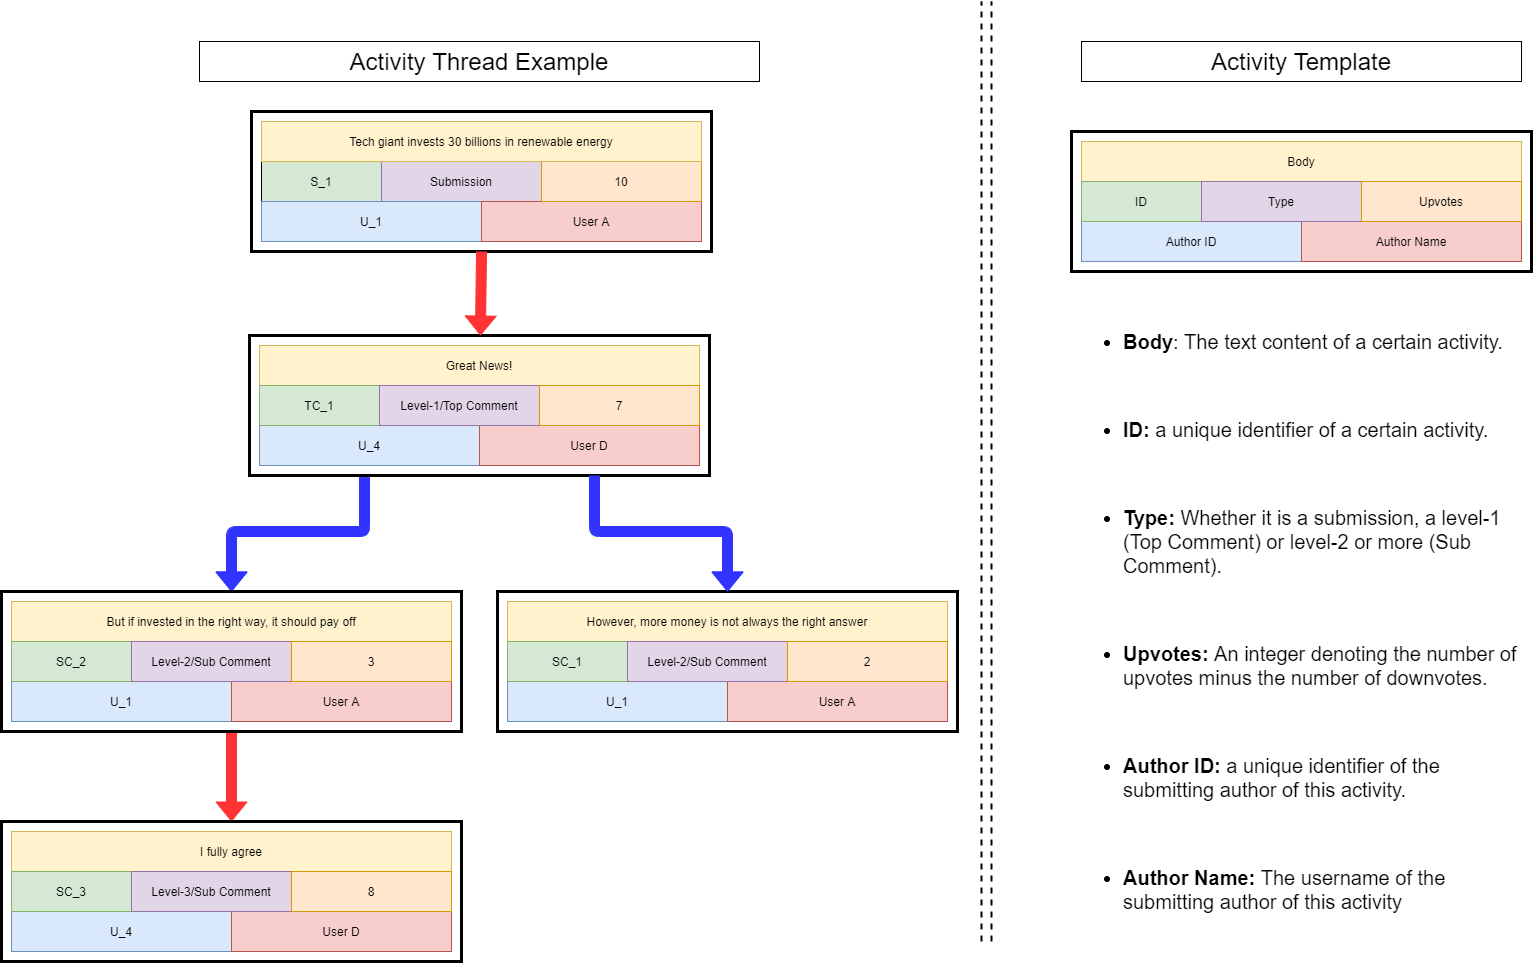 Activity Thread Example
Tech giant invests 30 billions in renewable energy
S_1 Submission 10
U_1 User A
Great News!
TC_1 Level-1/Top Comment 7
U_4 User D
But if invested in the right way, it should pay off
SC_2 Level-2/Sub Comment 3
U_1 User A
However, more money is not always the right answer
SC_1 Level-2/Sub Comment 2
U_1 User A
I fully agree
SC_3 Level-3/Sub Comment 8
U_4 User D
Activity Template
Body
ID Type Upvotes
Author ID Author Name
• Body: The text content of a certain activity.
• ID: a unique identifier of a certain activity.
• Type: Whether it is a submission, a level-1
(Top Comment) or level-2 or more (Sub
Comment).
• Upvotes: An integer denoting the number of
upvotes minus the number of downvotes.
• Author ID: a unique identifier of the
submitting author of this activity.
• Author Name: The username of the
submitting author of this activity